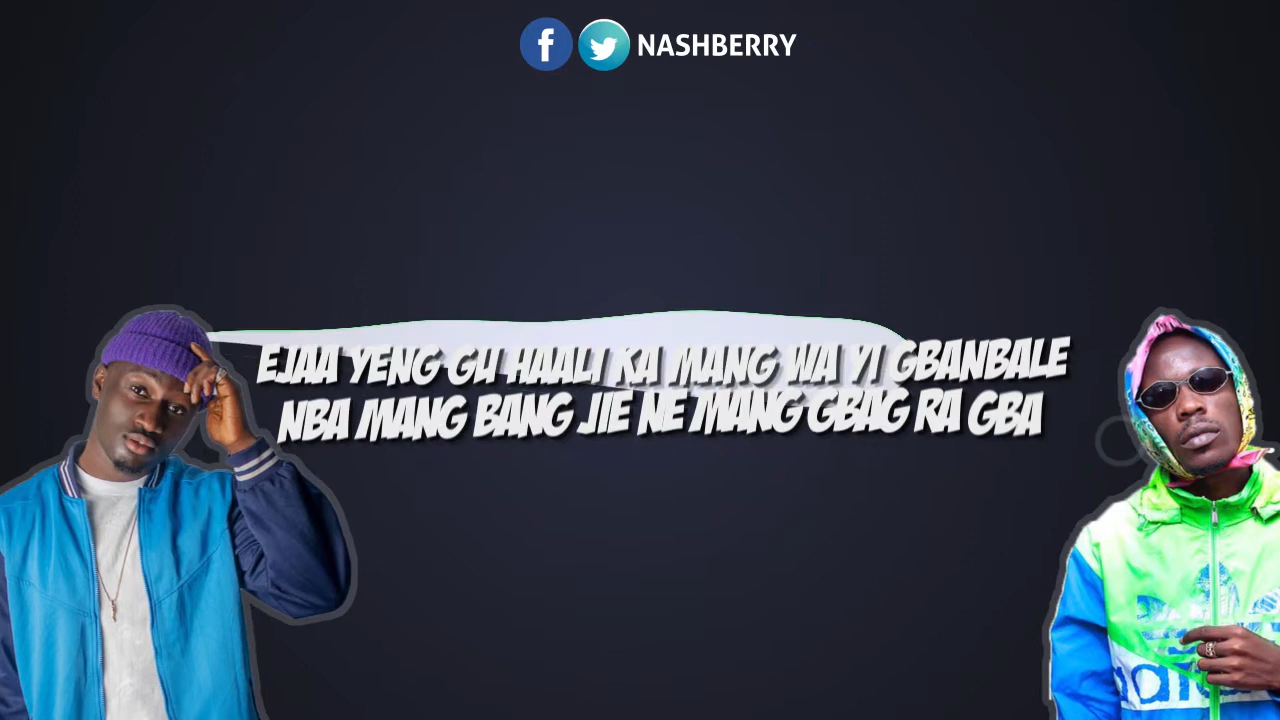 NASHBERRY
EJAA YENG GU HAALI KA MANG WA YI GBANBALE
NBA MANG BANG JIE NE MANG GBAG RA GBA
adidas